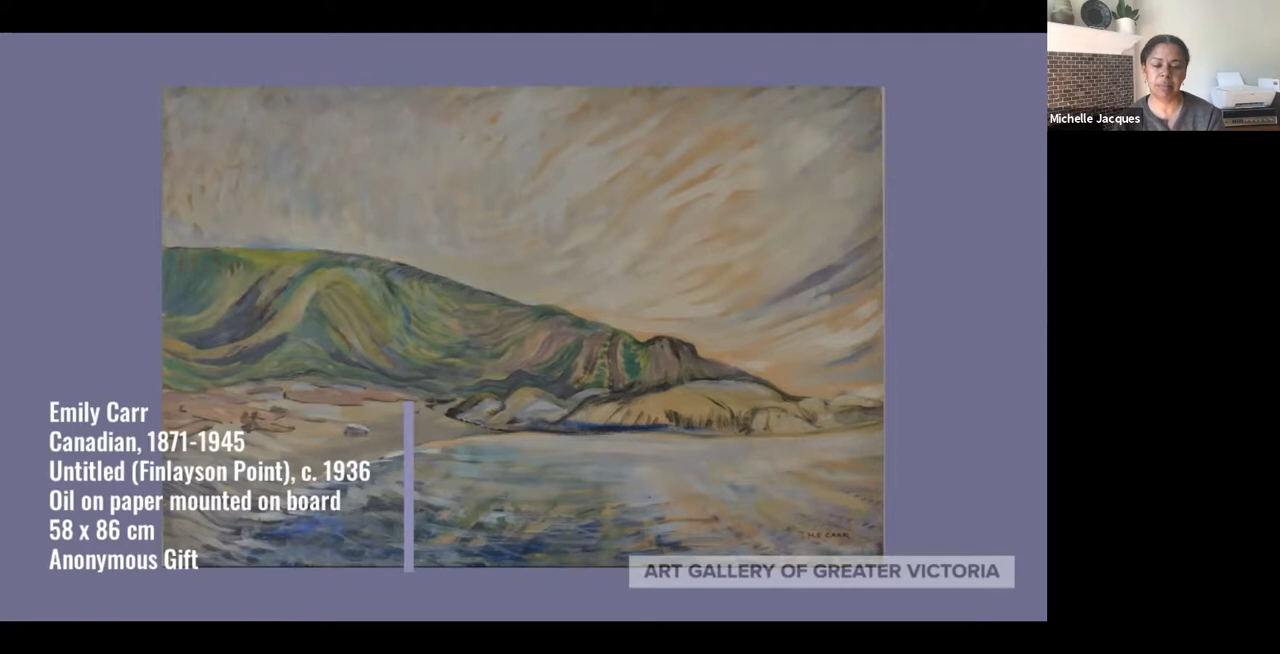 Michelle Jacques
Emily Carr
Canadian, 1871-1945
Untitled (Finlayson Point), c. 1936
Oil on paper mounted on board
58 x 86 cm
Anonymous Gift
M.E CARR
ART GALLERY OF GREATER VICTORIA